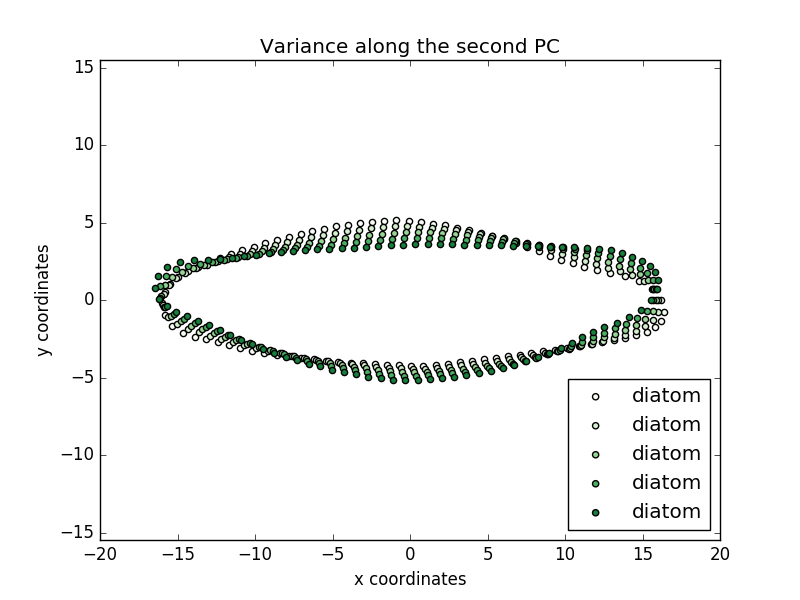 Variance along the second PC
15
10
5
0
−5
−10
−15
y coordinates
diatom
diatom
diatom
diatom
diatom
−20
−15
−10
−5
0
5
10
15
20
x coordinates